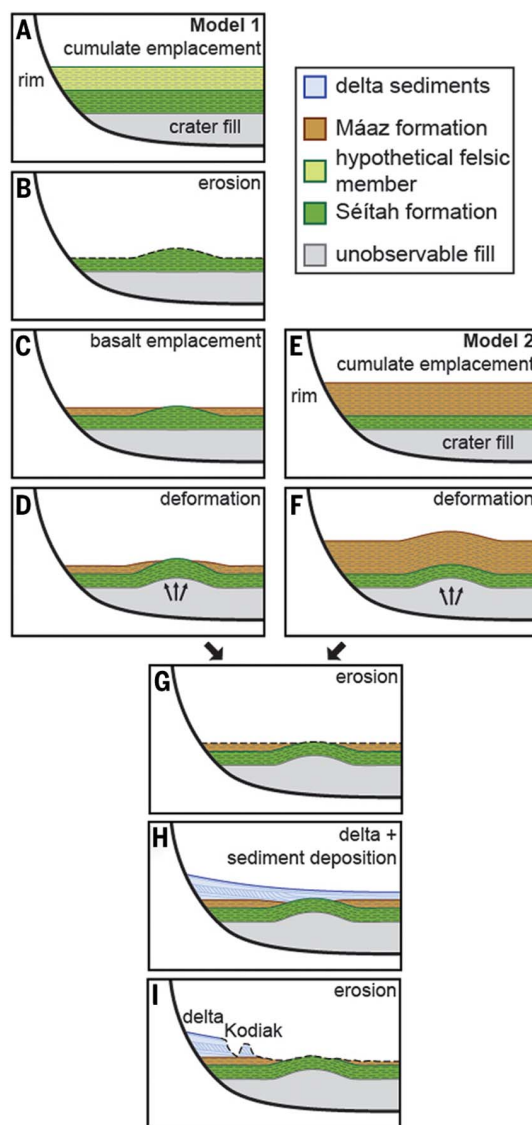 A
Model 1
cumulate emplacement
rim
crater fill
delta sediments
Máaz formation
hypothetical felsic
member
Séítah formation
unobservable fill
B
erosion
C
basalt emplacement
E
Model 2
cumulate emplacement
rim
crater fill
D
deformation
F
deformation
G
erosion
H
delta +
sediment deposition
I
erosion
delta
Kodiak